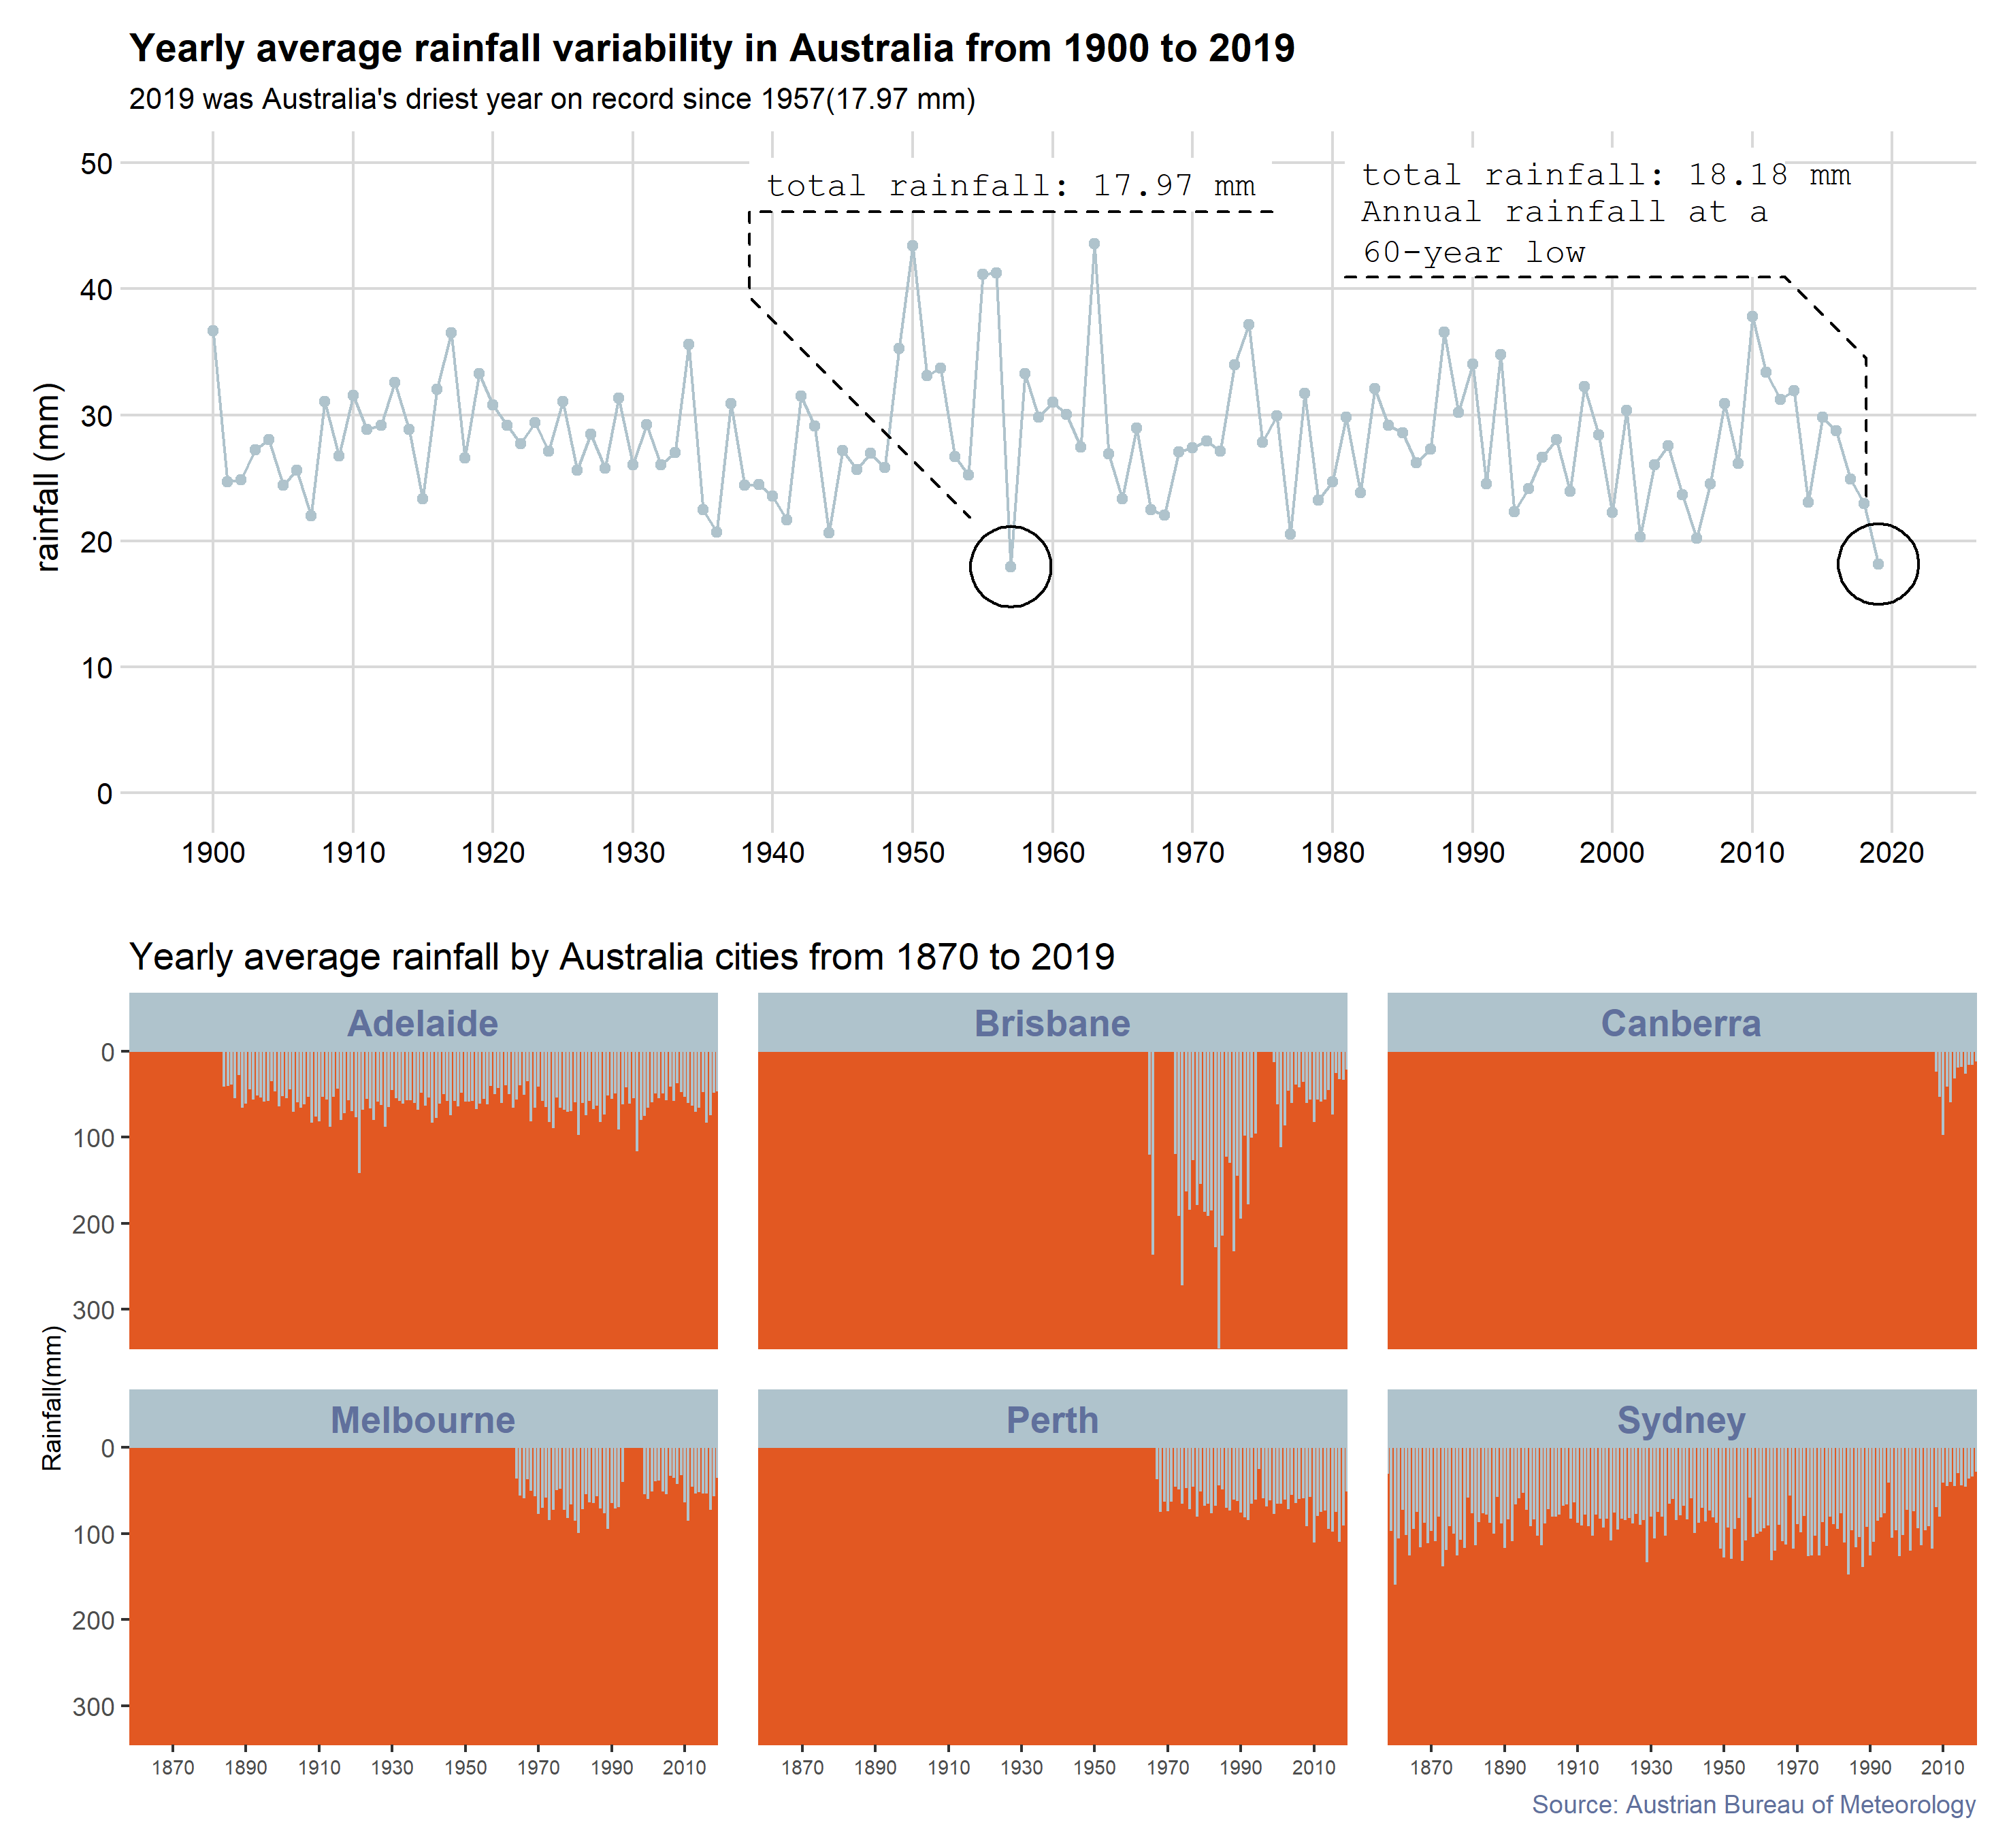 Yearly average rainfall variability in Australia from 1900 to 2019
2019 was Australia's driest year on record since 1957(17.97 mm)
total rainfall: 17.97 mm
total rainfall: 18.18 mm
Annual rainfall at a
60-year low
rainfall (mm)
50
40
30
20
10
0
1900 1910 1920 1930 1940 1950 1960 1970 1980 1990 2000 2010 2020
Yearly average rainfall by Australia cities from 1870 to 2019
Adelaide Brisbane Canberra
0
100
200
300
Rainfall(mm)
Melbourne Perth Sydney
0
100
200
300
1870 1890 1910 1930 1950 1970 1990 2010 1870 1890 1910 1930 1950 1970 1990 2010 1870 1890 1910 1930 1950 1970 1990 2010
Source: Austrian Bureau of Meteorology